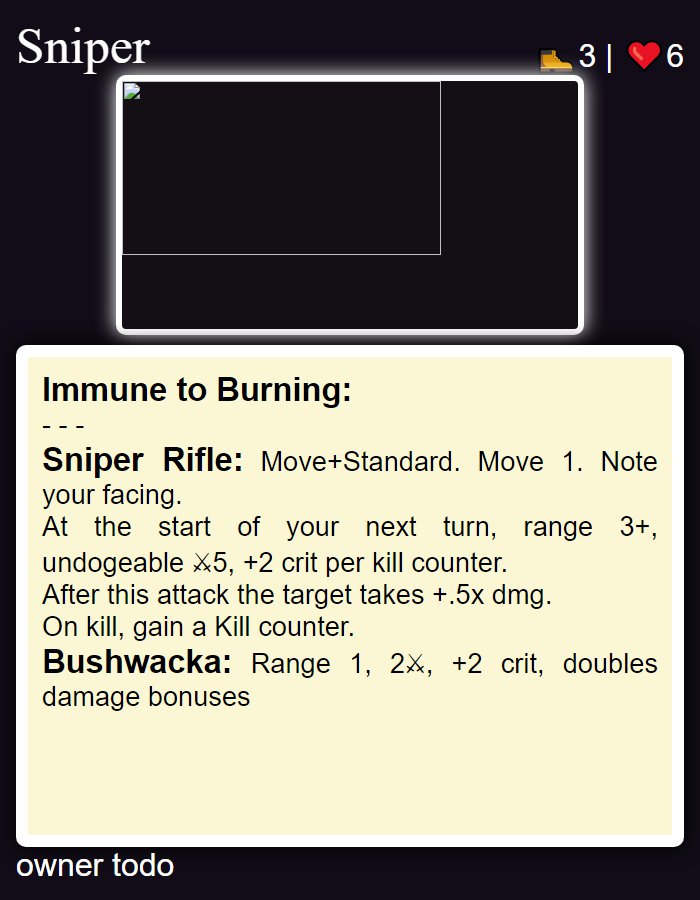 Sniper
🥾3 | ❤️6
Immune to Burning:
- - -
Sniper Rifle: Move+Standard. Move 1. Note
your facing.
At the start of your next turn, range 3+,
undogeable ⚔5, +2 crit per kill counter.
After this attack the target takes +.5x dmg.
On kill, gain a Kill counter.
Bushwacka: Range 1, 2⚔, +2 crit, doubles
damage bonuses
owner todo